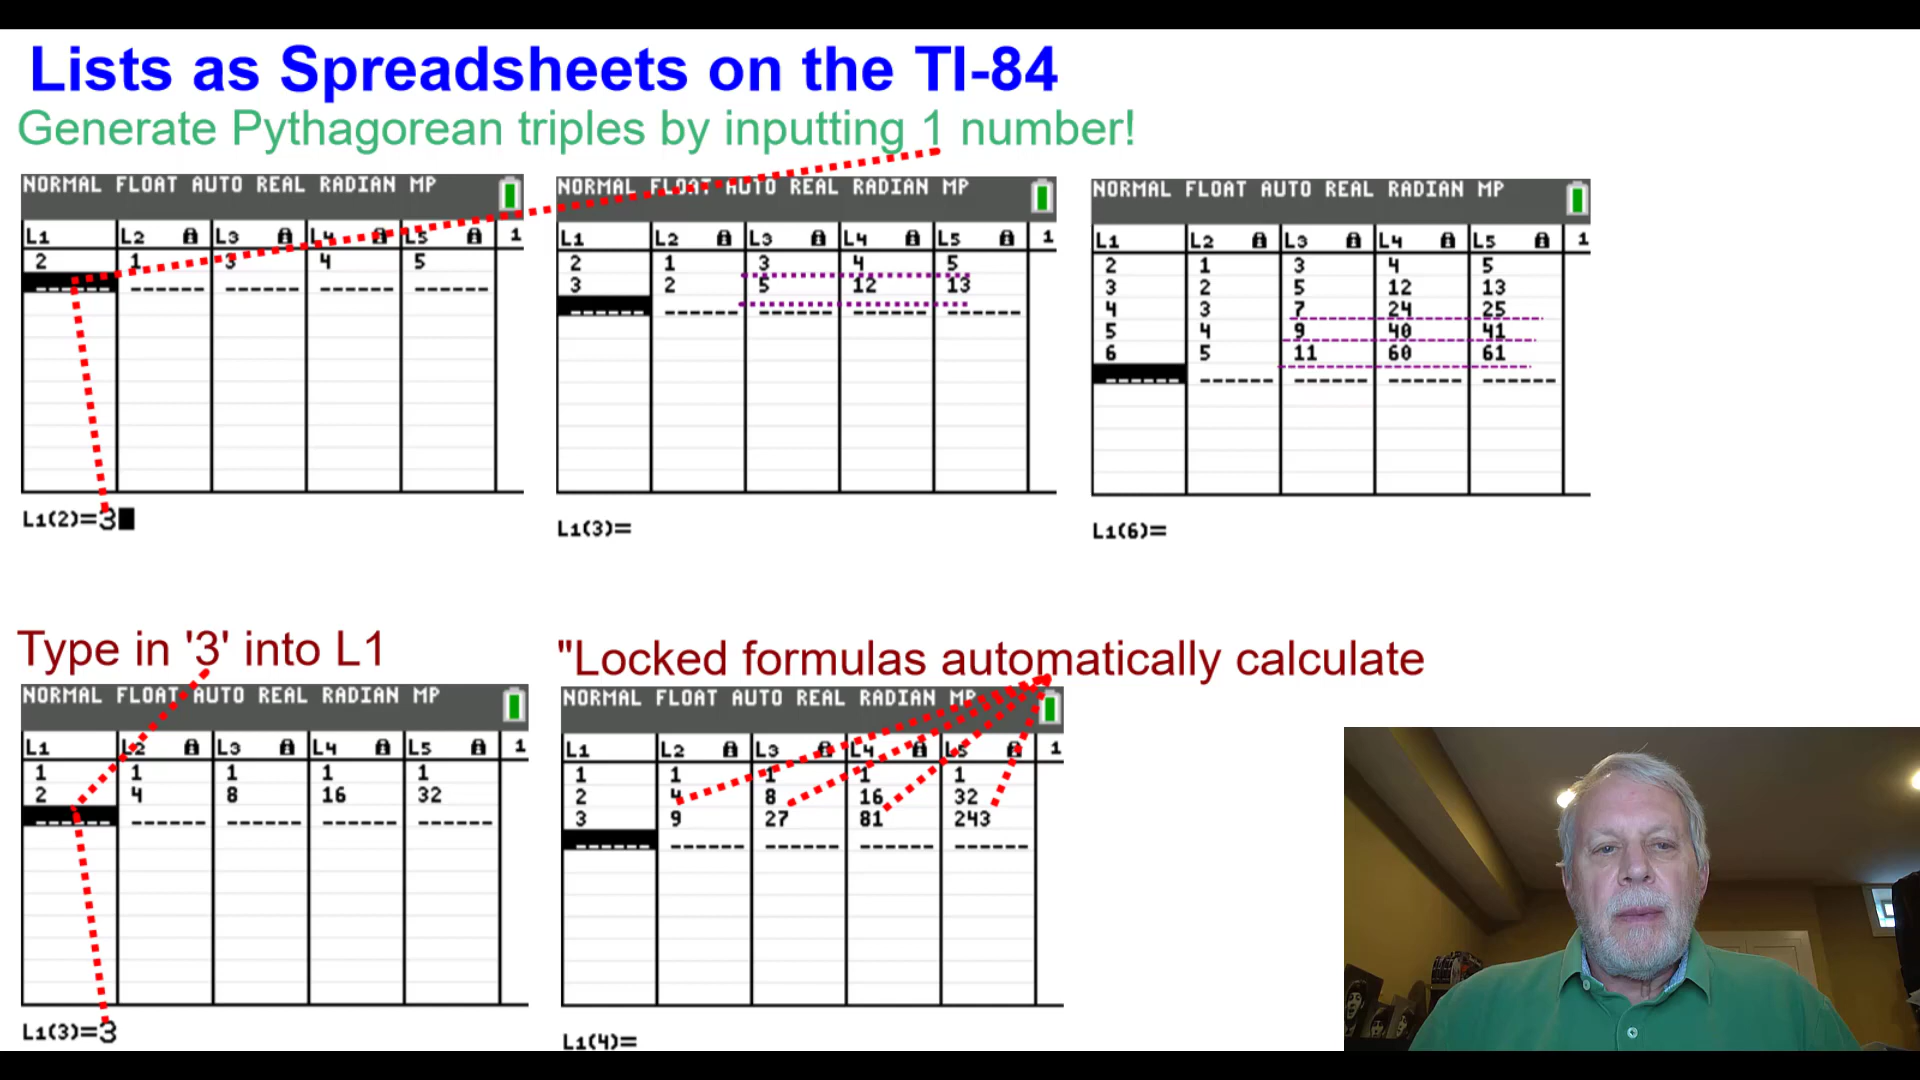 Lists as Spreadsheets on the TI-84
Generate Pythagorean triples by inputting 1 number!
NORMAL FLOAT AUTO REAL RADIAN MP
L1 L2 L3 L4 L5 1
2 1 3 4 5
------ ------ ------ ------ ------
L1(2)=3
NORMAL FLOAT AUTO REAL RADIAN MP
L1 L2 L3 L4 L5 1
2 1 3 4 5
3 2 5 12 13
------ ------ ------ ------ ------
L1(3)=
NORMAL FLOAT AUTO REAL RADIAN MP
L1 L2 L3 L4 L5 1
2 1 3 4 5
3 2 5 12 13
4 3 7 24 25
5 4 9 40 41
6 5 11 60 61
------ ------ ------ ------ ------
L1(6)=
Type in '3' into L1
NORMAL FLOAT AUTO REAL RADIAN MP
L1 L2 L3 L4 L5 1
1 1 1 1 1
2 4 8 16 32
------ ------ ------ ------ ------
L1(3)=3
"Locked formulas automatically calculate
NORMAL FLOAT AUTO REAL RADIAN MP
L1 L2 L3 L4 L5 1
1 1 1 1 1
2 4 8 16 32
3 9 27 81 243
------ ------ ------ ------ ------
L1(4)=